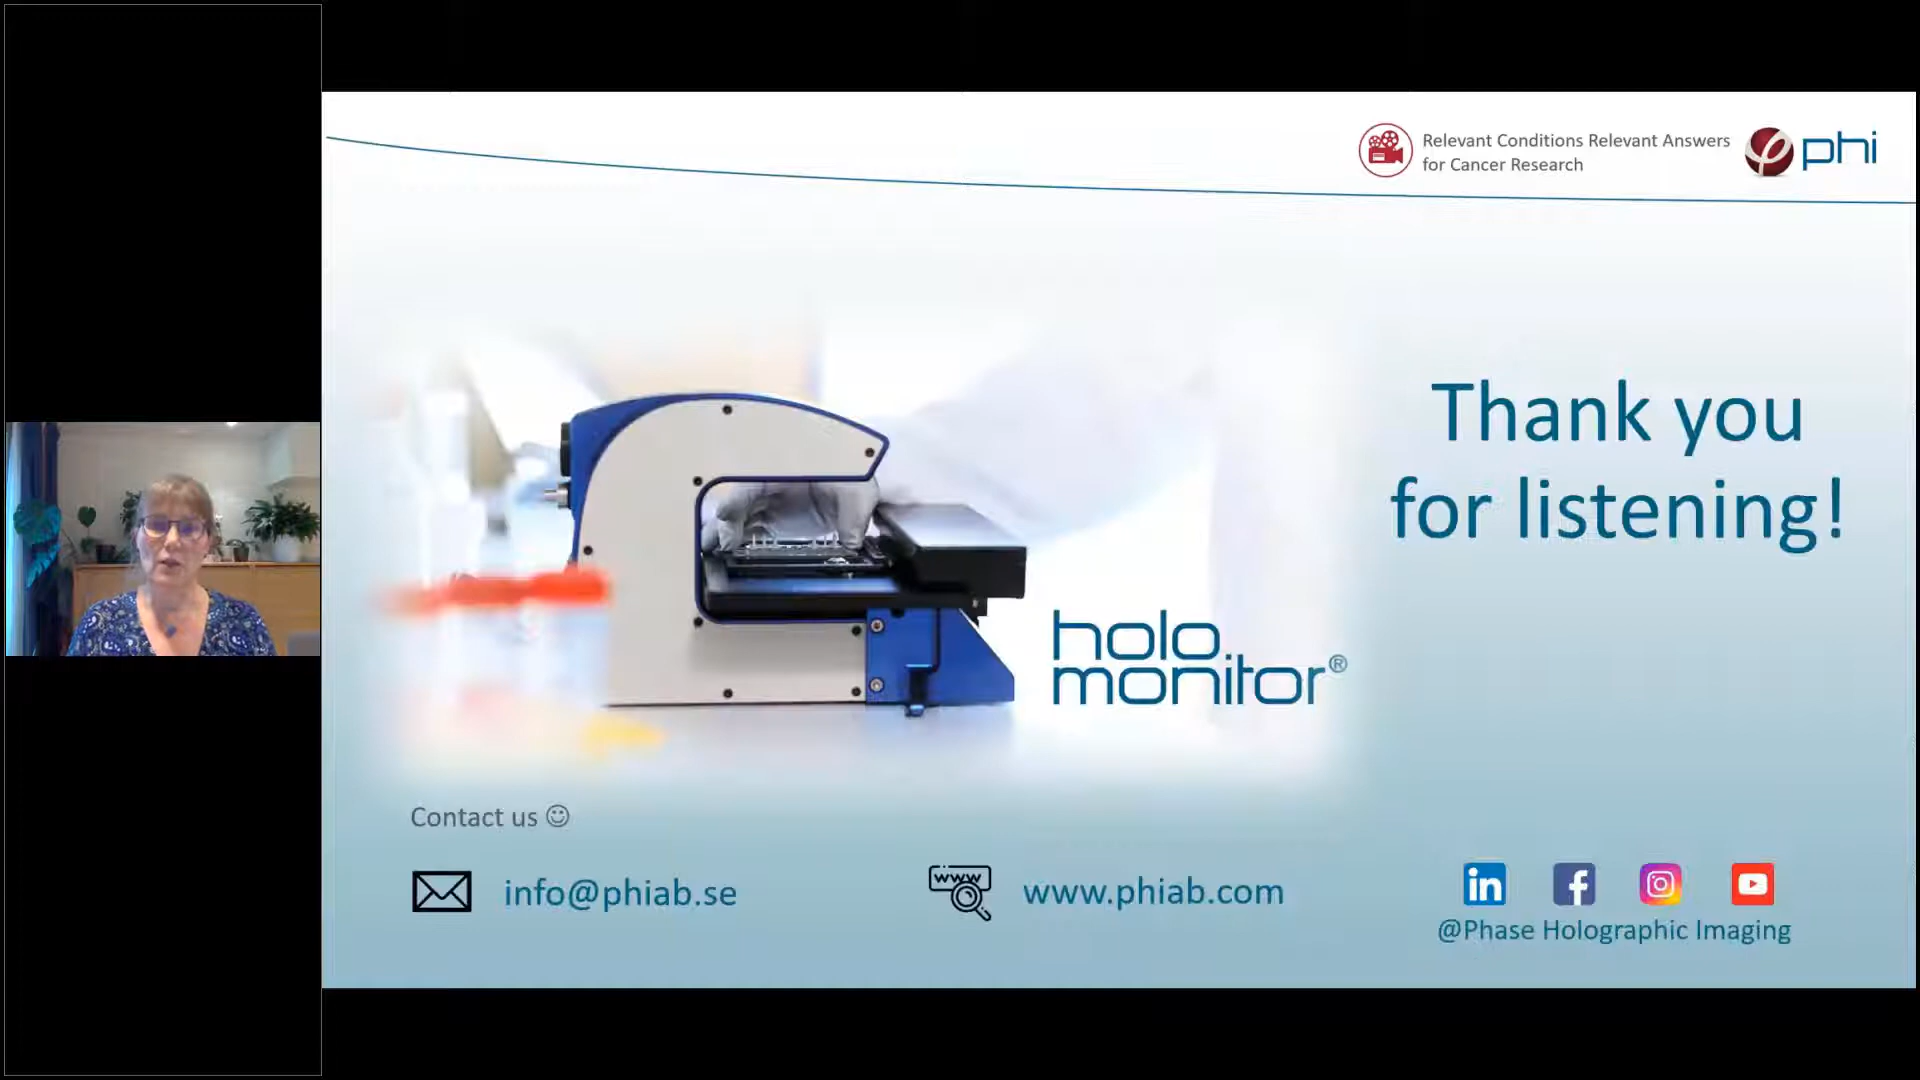 Relevant Conditions Relevant Answers
for Cancer Research
phi
Thank you
for listening!
holo
monitor®
Contact us ☺
info@phiab.se
www
www.phiab.com
in
f
@Phase Holographic Imaging